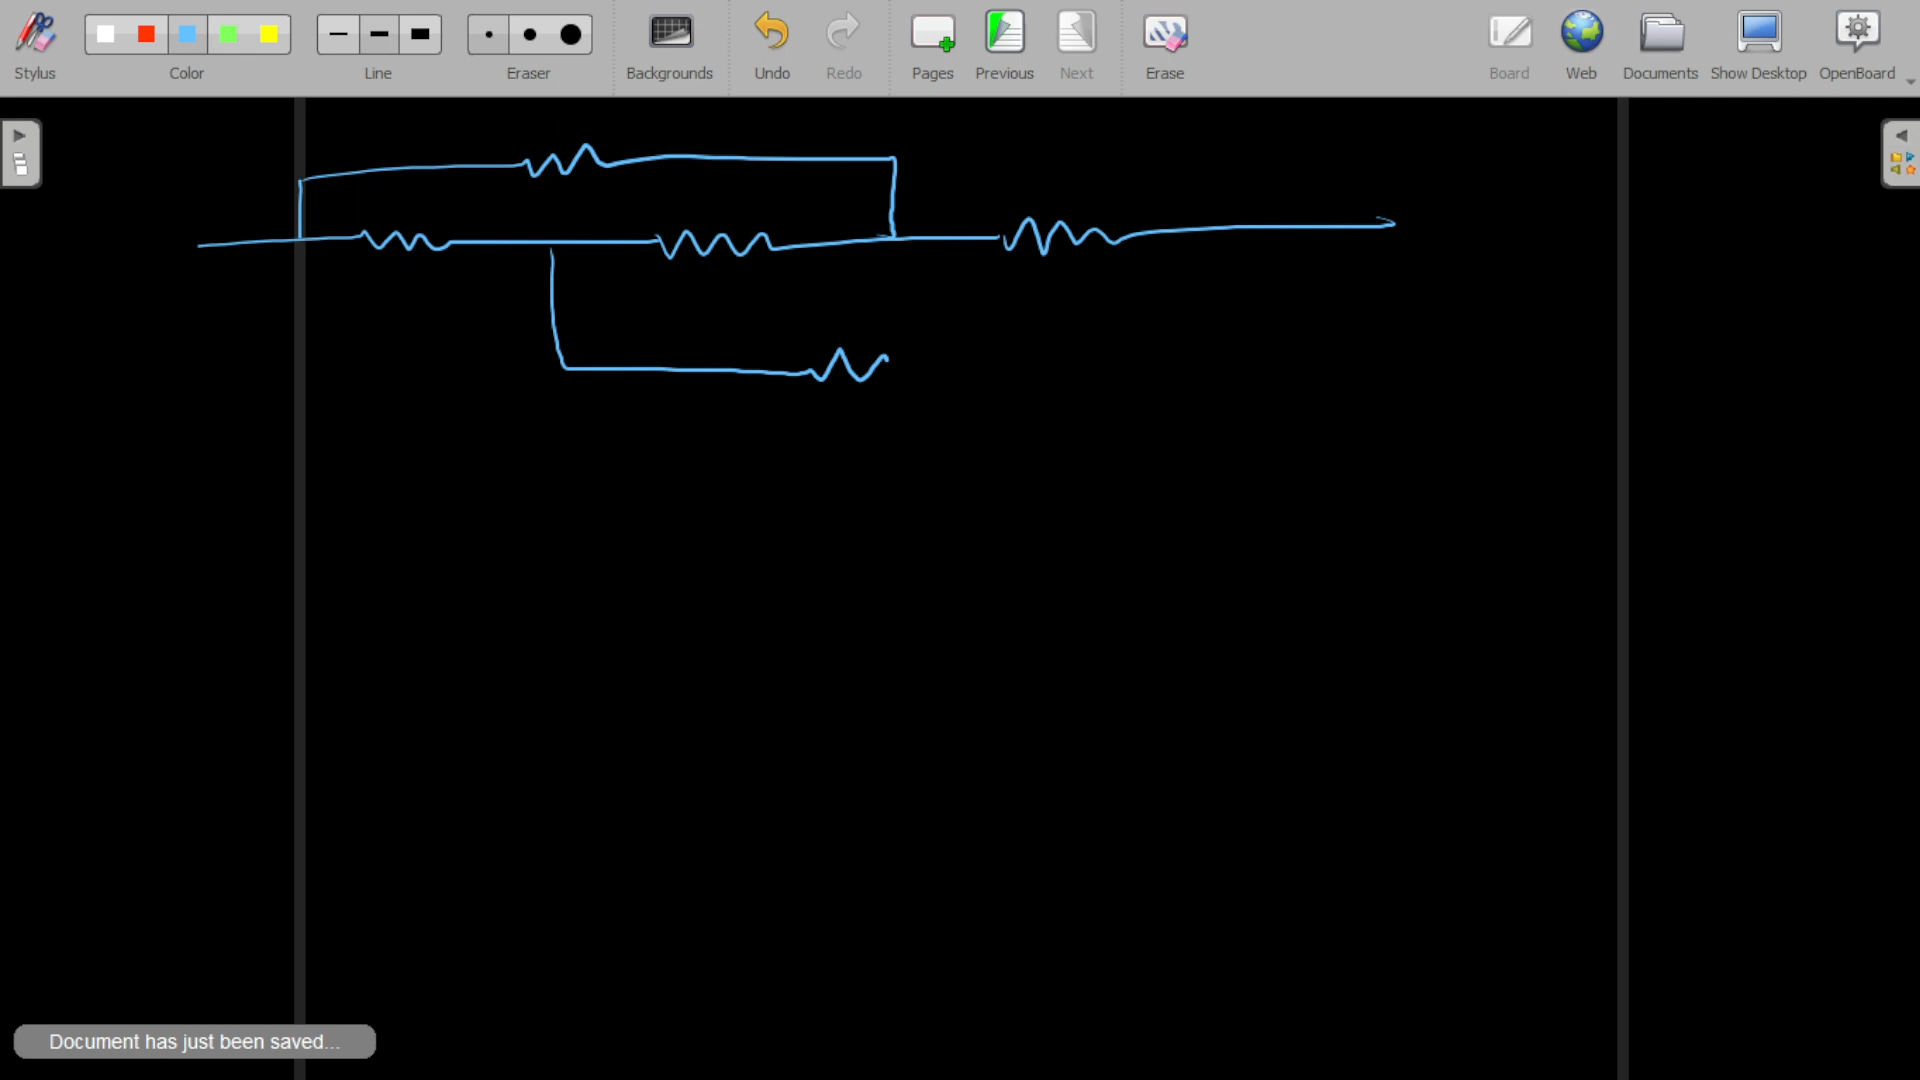 Stylus Color Line Eraser Backgrounds Undo Redo Pages Previous Next Erase Board Web Documents Show Desktop OpenBoard
Document has just been saved...